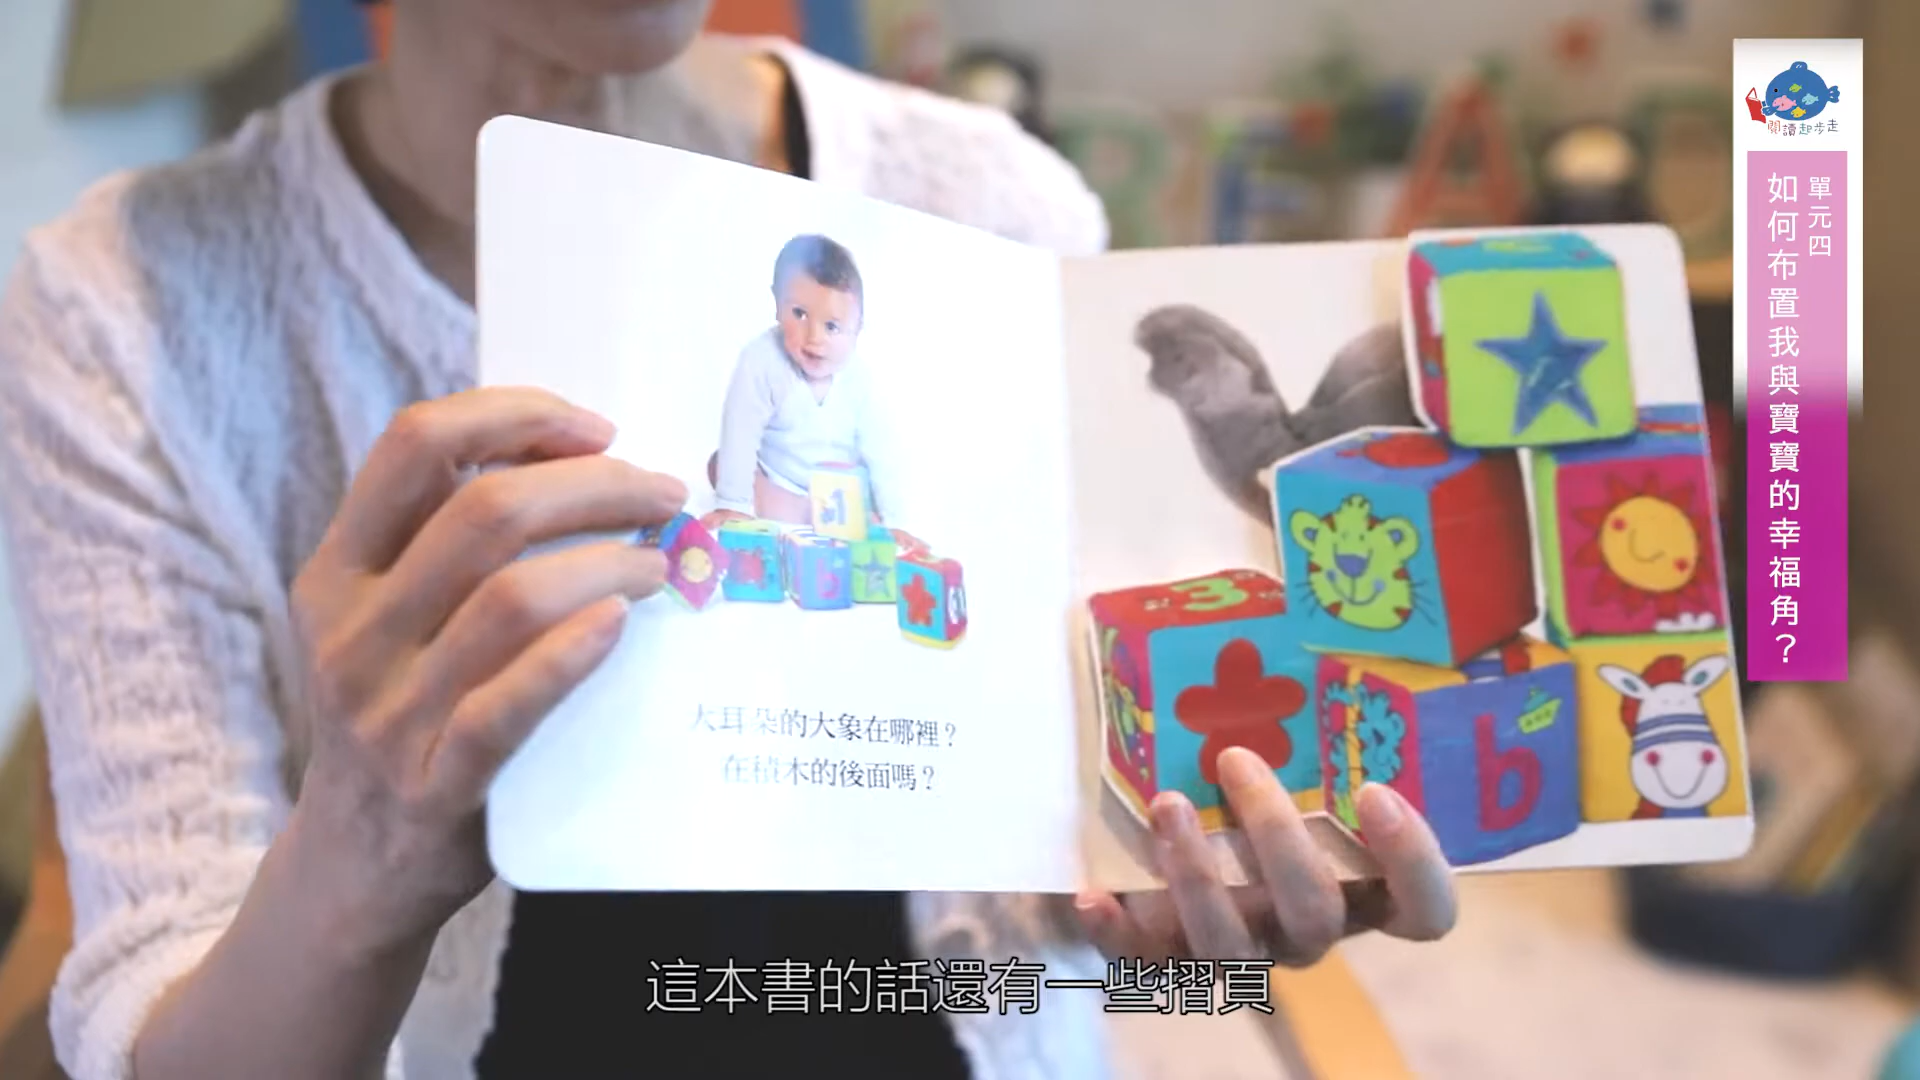 閱讀起步走
單元四
如何布置我與寶寶的幸福角？
大耳朵的大象在哪裡？
在積木的後面嗎？
1
b
3
b
這本書的話還有一些摺頁